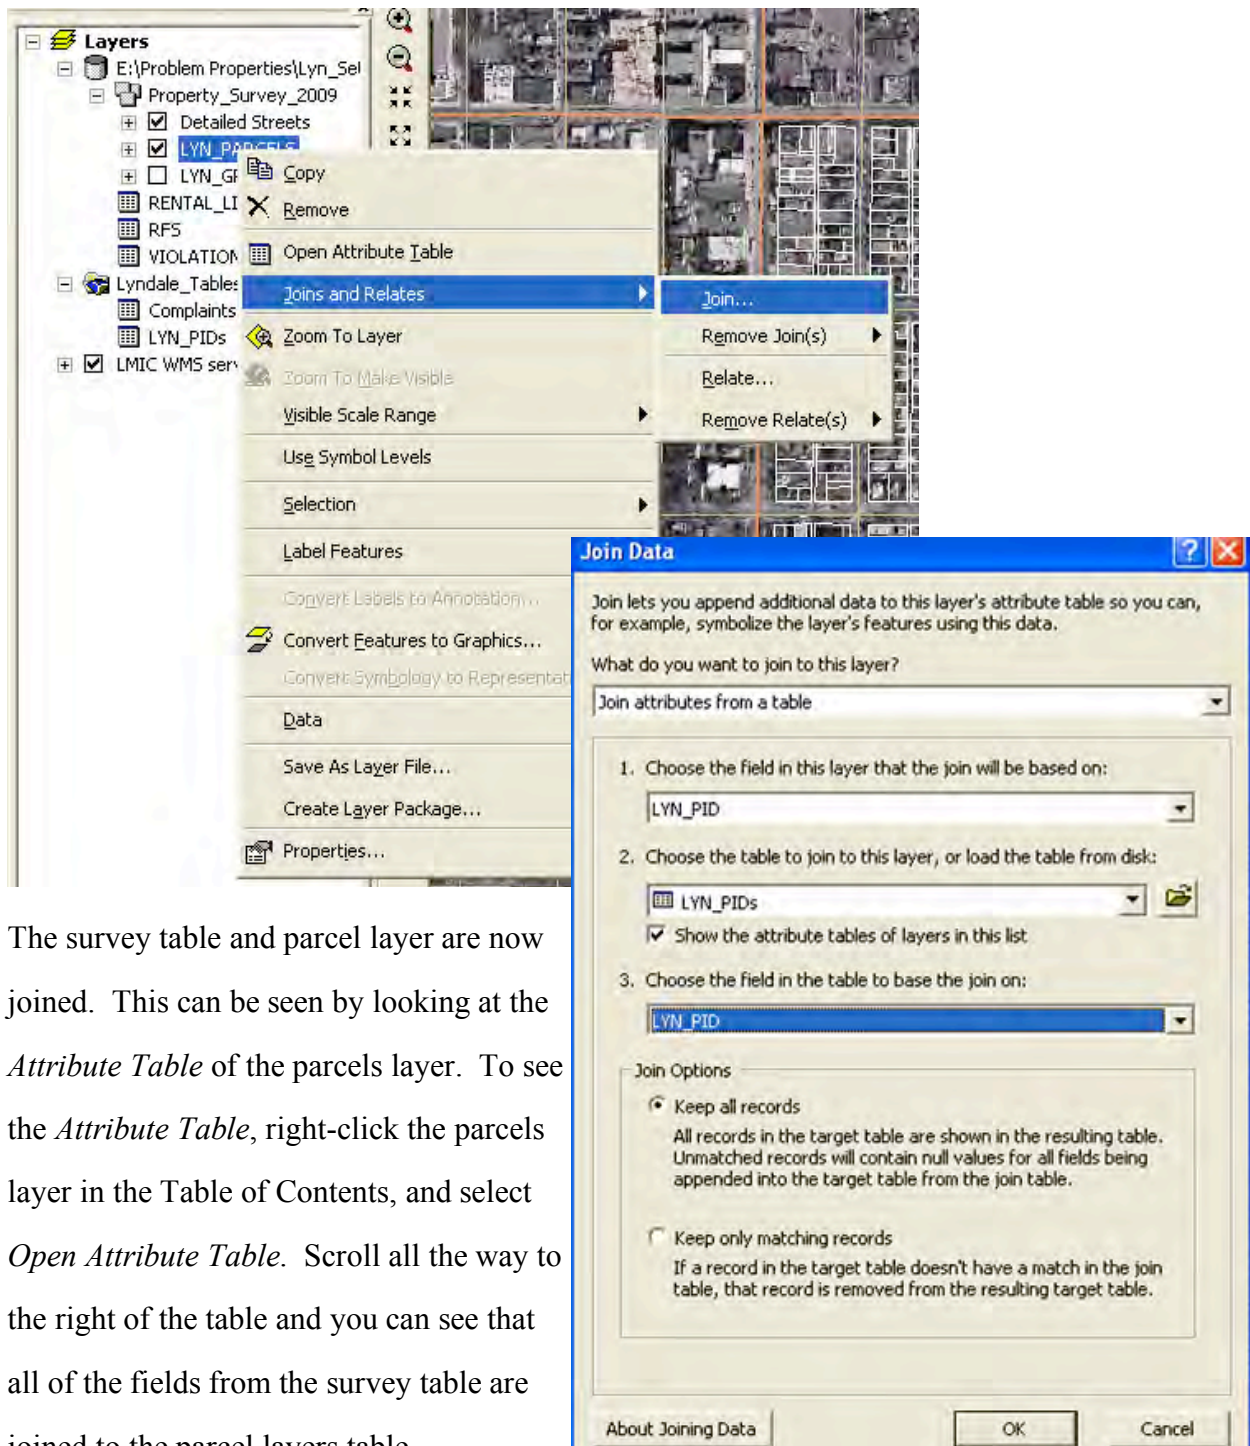 Layers
E:\Problem Properties\Lyn_Sel
Property_Survey_2009
Detailed Streets
LYN_PARCELS
LYN_GF
RENTAL_LI
RFS
VIOLATION
Lyndale_Tables
Complaints
LYN_PIDs
LMIC WMS serv
Copy
Remove
Open Attribute Table
Joins and Relates
Zoom To Layer
Zoom To Make Visible
Visible Scale Range
Use Symbol Levels
Selection
Label Features
Convert Labels to Annotation...
Convert Features to Graphics...
Convert Symbology to Representat
Data
Save As Layer File...
Create Layer Package...
Properties...
Join...
Remove Join(s)
Relate...
Remove Relate(s)
Join Data
Join lets you append additional data to this layer's attribute table so you can,
for example, symbolize the layer's features using this data.
What do you want to join to this layer?
Join attributes from a table
1. Choose the field in this layer that the join will be based on:
LYN_PID
2. Choose the table to join to this layer, or load the table from disk:
LYN_PIDs
Show the attribute tables of layers in this list
3. Choose the field in the table to base the join on:
LYN_PID
Join Options
Keep all records
All records in the target table are shown in the resulting table.
Unmatched records will contain null values for all fields being
appended into the target table from the join table.
Keep only matching records
If a record in the target table doesn't have a match in the join
table, that record is removed from the resulting target table.
About Joining Data
OK
Cancel
The survey table and parcel layer are now
joined. This can be seen by looking at the
Attribute Table of the parcels layer. To see
the Attribute Table, right-click the parcels
layer in the Table of Contents, and select
Open Attribute Table. Scroll all the way to
the right of the table and you can see that
all of the fields from the survey table are
joined to the parcel layers table